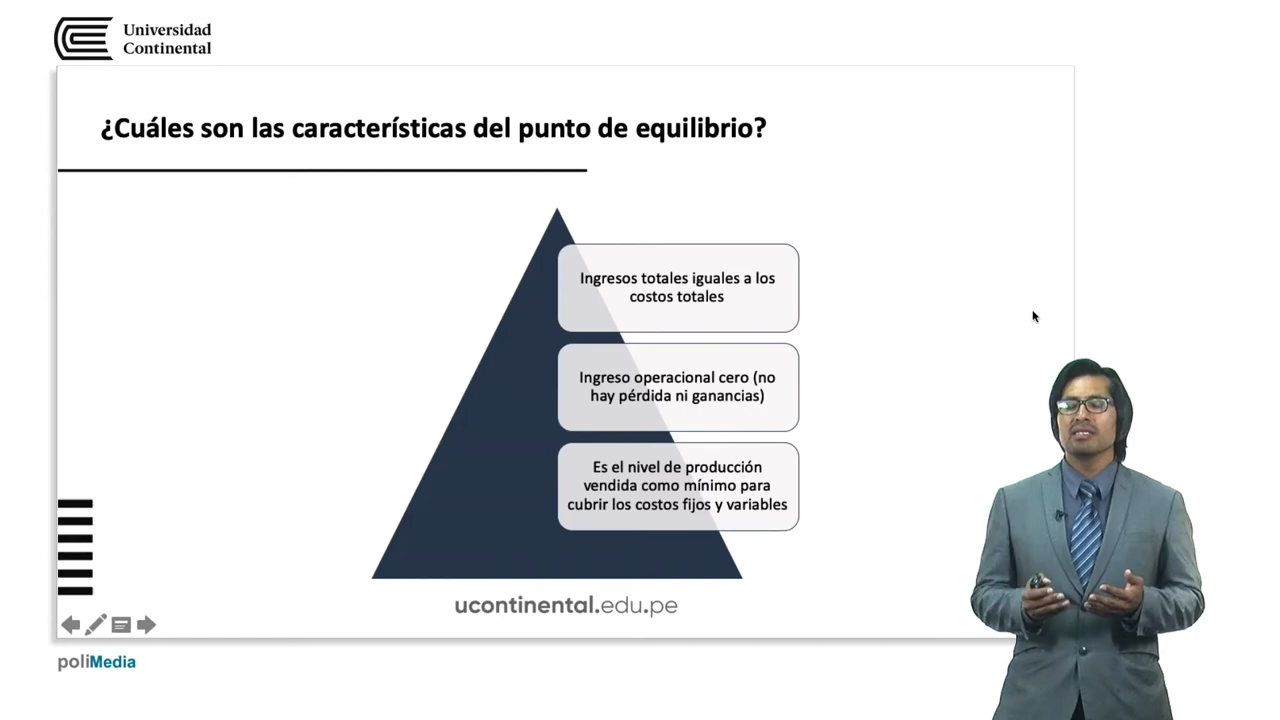 Universidad
Continental
¿Cuáles son las características del punto de equilibrio?
Ingresos totales iguales a los
costos totales
Ingreso operacional cero (no
hay pérdida ni ganancias)
Es el nivel de producción
vendida como mínimo para
cubrir los costos fijos y variables
ucontinental.edu.pe
poliMedia